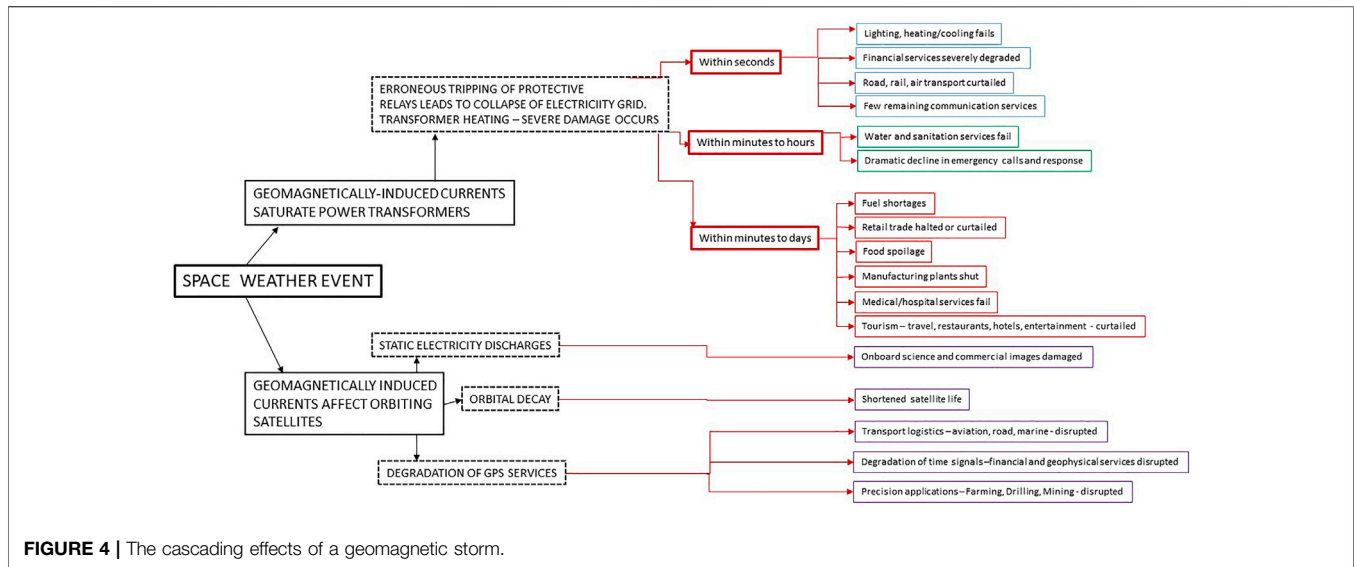 SPACE WEATHER EVENT
GEOMAGNETICALLY-INDUCED CURRENTS
SATURATE POWER TRANSFORMERS
ERRONEOUS TRIPPING OF PROTECTIVE
RELAYS LEADS TO COLLAPSE OF ELECTRICIITY GRID.
TRANSFORMER HEATING – SEVERE DAMAGE OCCURS
Within seconds
Lighting, heating/cooling fails
Financial services severely degraded
Road, rail, air transport curtailed
Few remaining communication services
Within minutes to hours
Water and sanitation services fail
Dramatic decline in emergency calls and response
Within minutes to days
Fuel shortages
Retail trade halted or curtailed
Food spoilage
Manufacturing plants shut
Medical/hospital services fail
Tourism – travel, restaurants, hotels, entertainment - curtailed
GEOMAGNETICALLY INDUCED
CURRENTS AFFECT ORBITING
SATELLITES
STATIC ELECTRICITY DISCHARGES
Onboard science and commercial images damaged
ORBITAL DECAY
Shortened satellite life
DEGRADATION OF GPS SERVICES
Transport logistics – aviation, road, marine - disrupted
Degradation of time signals–financial and geophysical services disrupted
Precision applications– Farming, Drilling, Mining - disrupted
FIGURE 4 | The cascading effects of a geomagnetic storm.